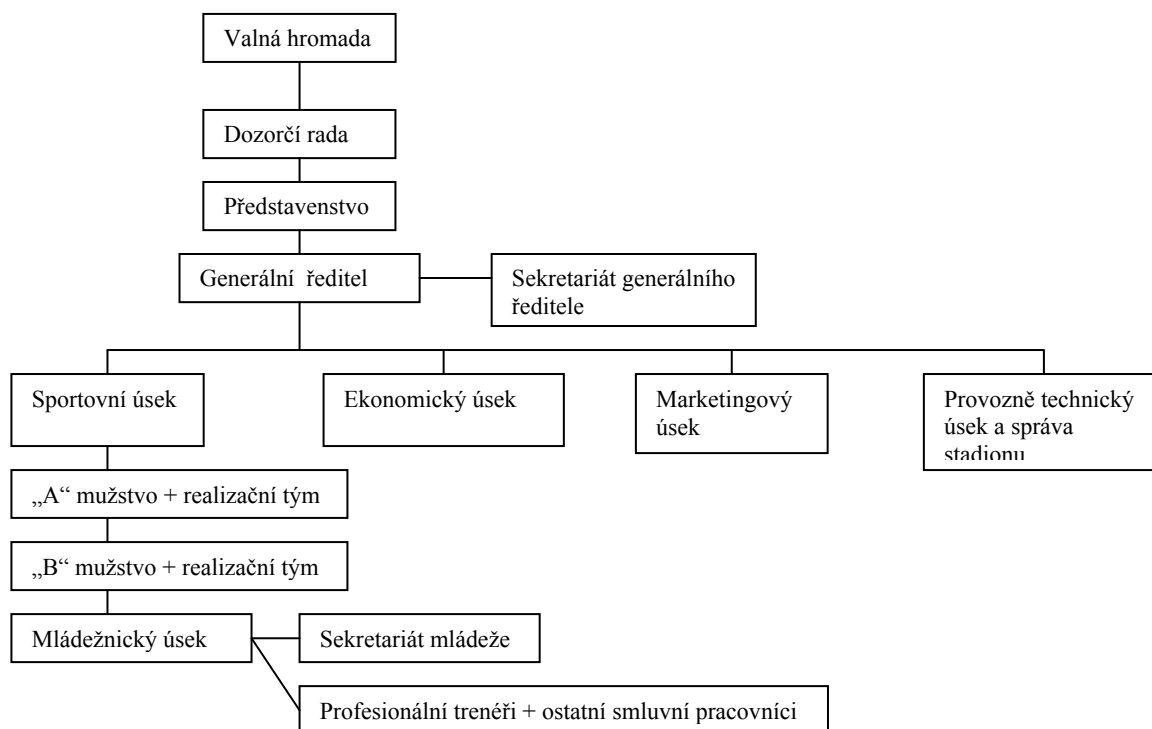 Valná hromada
Dozorčí rada
Představenstvo
Generální  ředitel
Sekretariát generálního
ředitele
Sportovní úsek
Ekonomický úsek
Marketingový
úsek
Provozně technický
úsek a správa
stadionu
„A“ mužstvo + realizační tým
„B“ mužstvo + realizační tým
Mládežnický úsek
Sekretariát mládeže
Profesionální trenéři + ostatní smluvní pracovníci